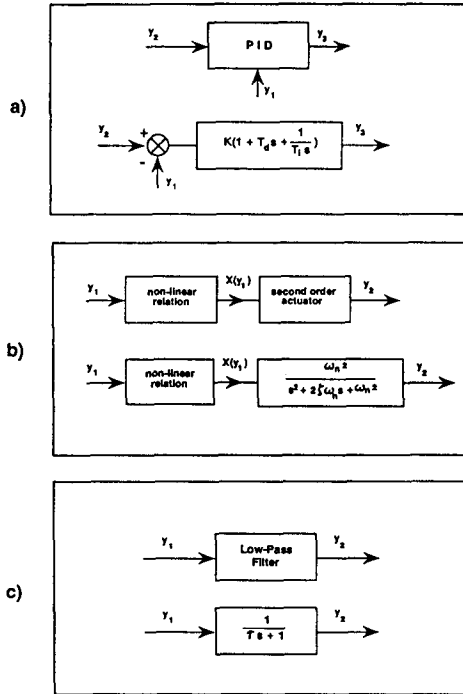 a)
y2
PID
y3
y1
y2
+
-
y1
K(1 + Td s + 1/(Ti s))
y3
b)
y1
non-linear
relation
X(y1)
second order
actuator
y2
y1
non-linear
relation
X(y1)
ωn2
s2 + 2ζωn s + ωn2
y2
c)
y1
Low-Pass
Filter
y2
y1
1
τ s + 1
y2